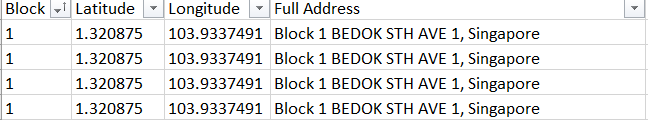 Block Latitude Longitude Full Address
1 1.320875 103.9337491 Block 1 BEDOK STH AVE 1, Singapore
1 1.320875 103.9337491 Block 1 BEDOK STH AVE 1, Singapore
1 1.320875 103.9337491 Block 1 BEDOK STH AVE 1, Singapore
1 1.320875 103.9337491 Block 1 BEDOK STH AVE 1, Singapore